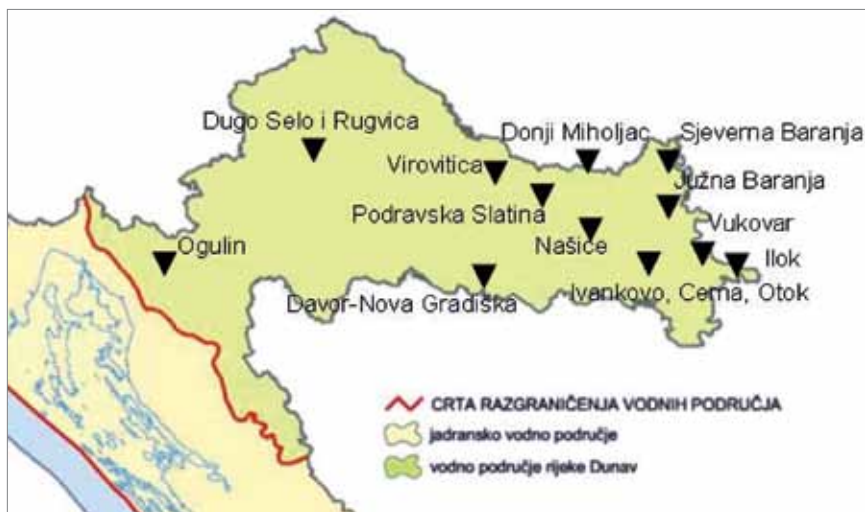 Dugo Selo i Rugvica
Donji Miholjac
Sjeverna Baranja
Virovitica
Južna Baranja
Podravska Slatina
Vukovar
Ogulin
Našice
Ilok
Davor-Nova Gradiška
Ivankovo, Cerna, Otok
CRTA RAZGRANIČENJA VODNIH PODRUČJA
jadransko vodno područje
vodno područje rijeke Dunav